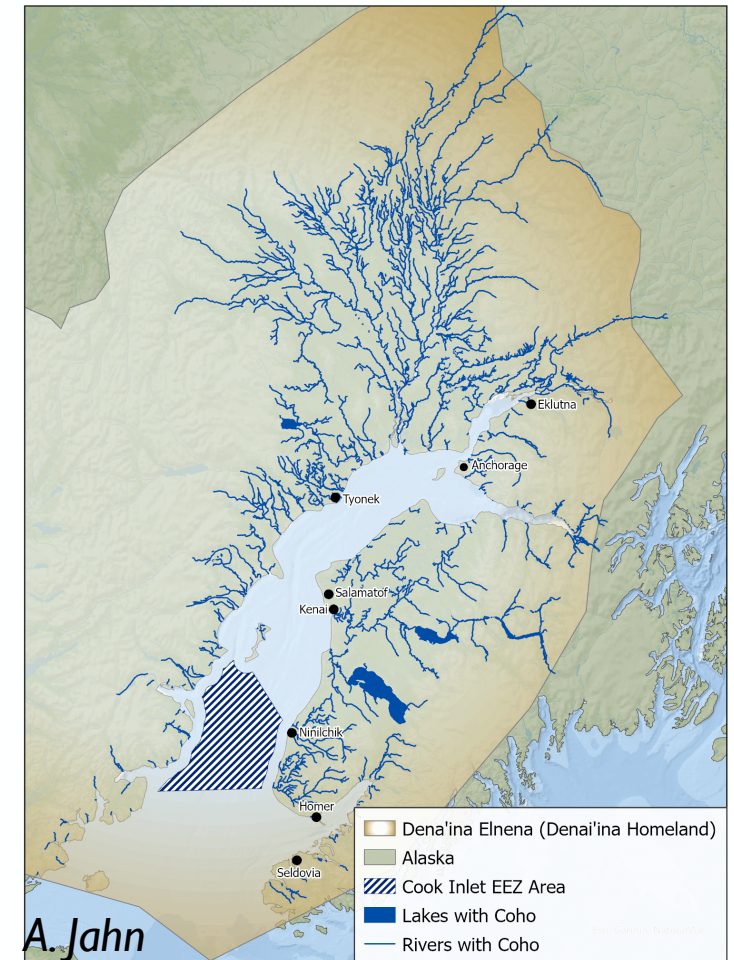 Eklutna
Anchorage
Tyonek
Salamatof
Kenai
Ninilchik
Homer
Seldovia
Dena'ina Elnena (Denai'ina Homeland)
Alaska
Cook Inlet EEZ Area
Lakes with Coho
Rivers with Coho
A. Jahn